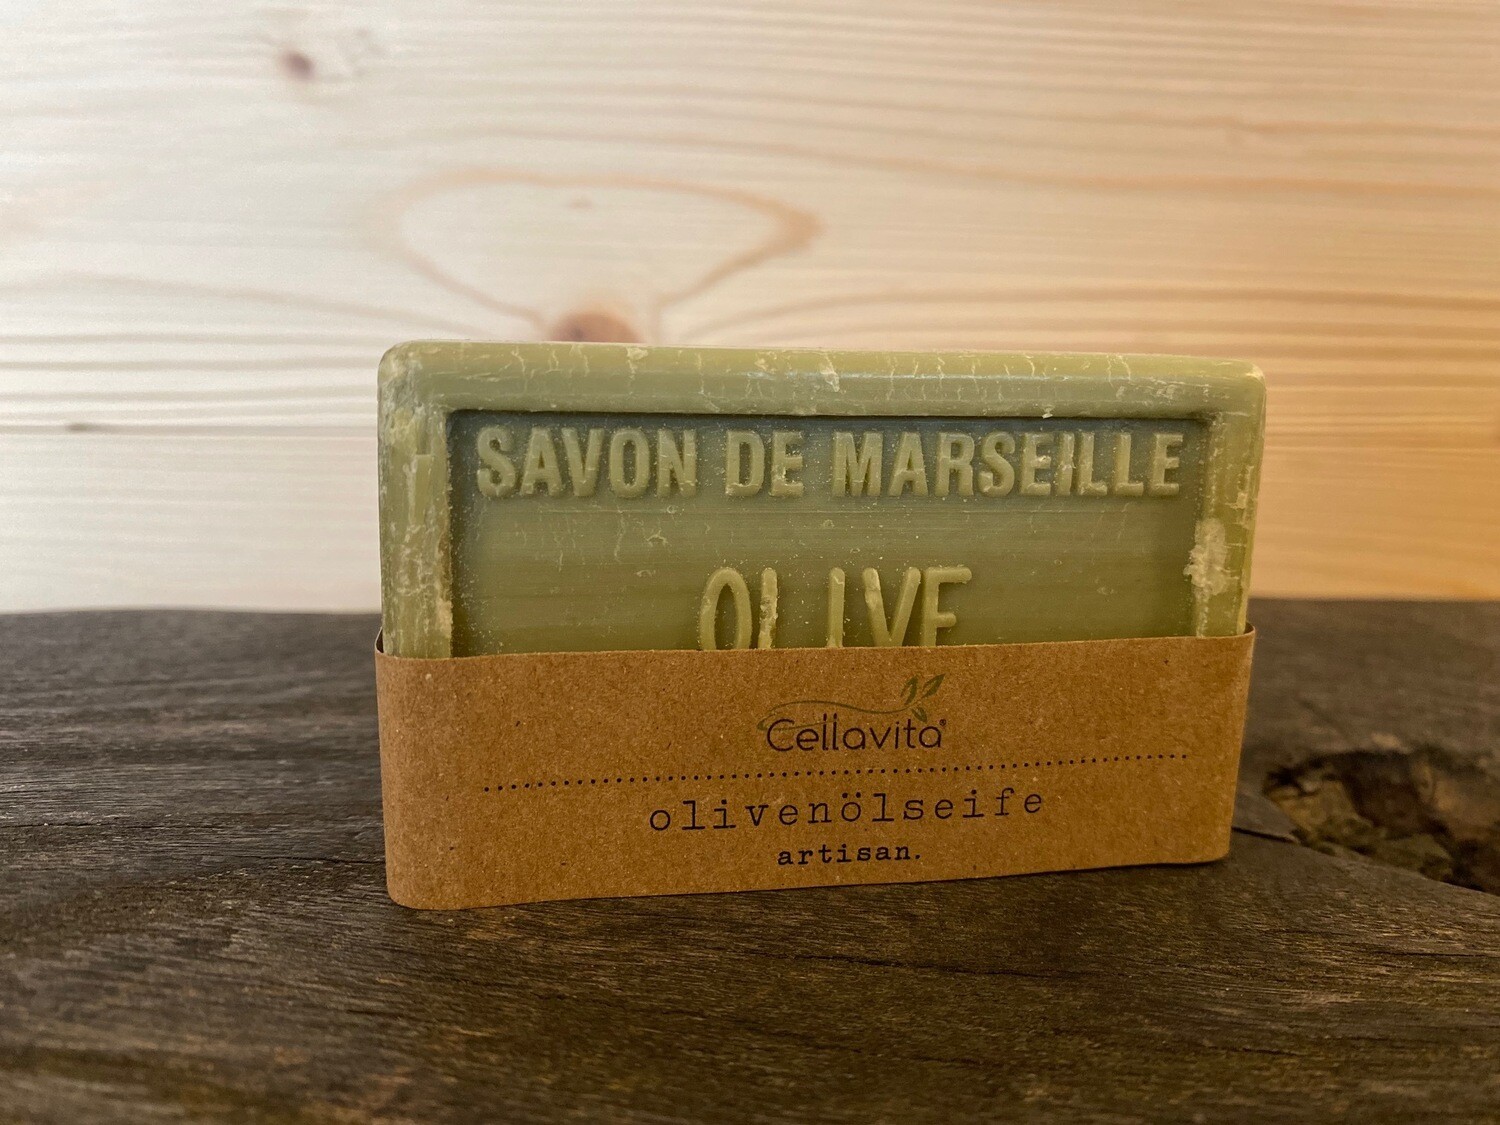 SAVON DE MARSEILLE
OLIVE
Cellavita®
olivenölseife
artisan.